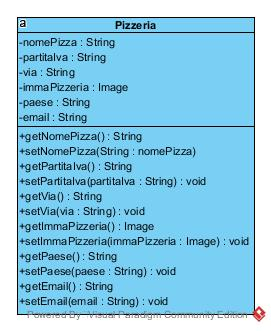 a
Pizzeria
-nomePizza : String
-partitaIva : String
-via : String
-immaPizzeria : Image
-paese : String
-email : String
+getNomePizza() : String
+setNomePizza(String : nomePizza)
+getPartitaIva() : String
+setPartitaIva(partitaIva : String) : void
+getVia() : String
+setVia(via : String) : void
+getImmaPizzeria() : Image
+setImmaPizzeria(immaPizzeria : Image) : void
+getPaese() : String
+setPaese(paese : String) : void
+getEmail() : String
+setEmail(email : String) : void
Powered By Visual Paradigm Community Edition